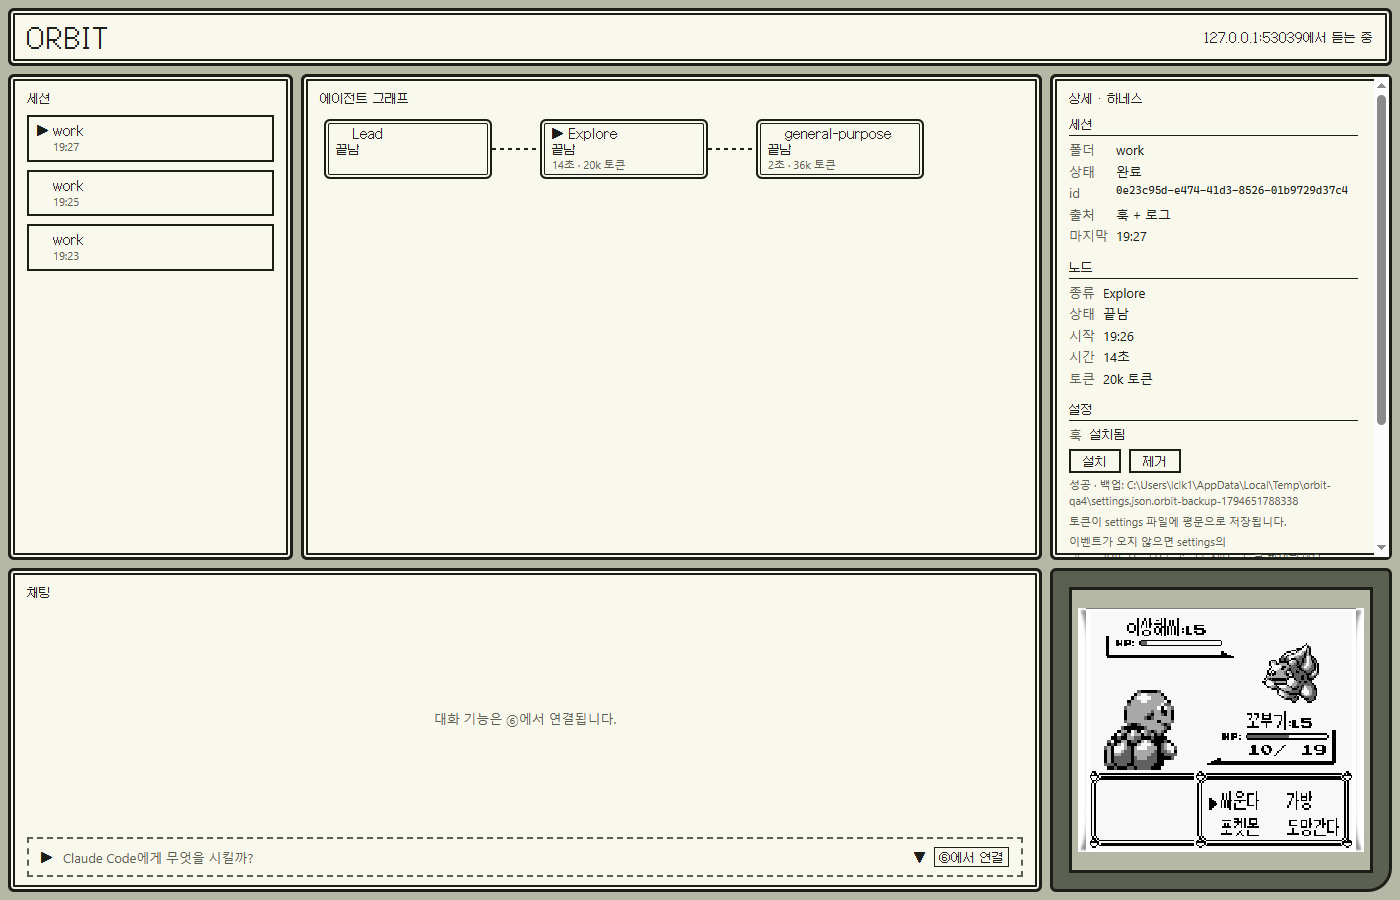 ORBIT
127.0.0.1:53039에서 듣는 중
세션
▶ work
19:27
work
19:25
work
19:23
에이전트 그래프
Lead
끝남
▶ Explore
끝남
14초 · 20k 토큰
general-purpose
끝남
2초 · 36k 토큰
상세 · 하네스
세션
폴더 work
상태 완료
id 0e23c95d-e474-41d3-8526-01b9729d37c4
출처 훅 + 로그
마지막 19:27
노드
종류 Explore
상태 끝남
시작 19:26
시간 14초
토큰 20k 토큰
설정
훅 설치됨
설치 제거
성공 · 백업: C:\Users\lclk1\AppData\Local\Temp\orbit-
qa4\settings.json.orbit-backup-1794651788338
토큰이 settings 파일에 평문으로 저장됩니다.
이벤트가 오지 않으면 settings의
채팅
대화 기능은 ⑥에서 연결됩니다.
▶ Claude Code에게 무엇을 시킬까? ▼ ⑥에서 연결
이상해씨:L5
HP:
꼬부기:L5
HP:
10/ 19
▶싸운다 가방
포켓몬 도망간다